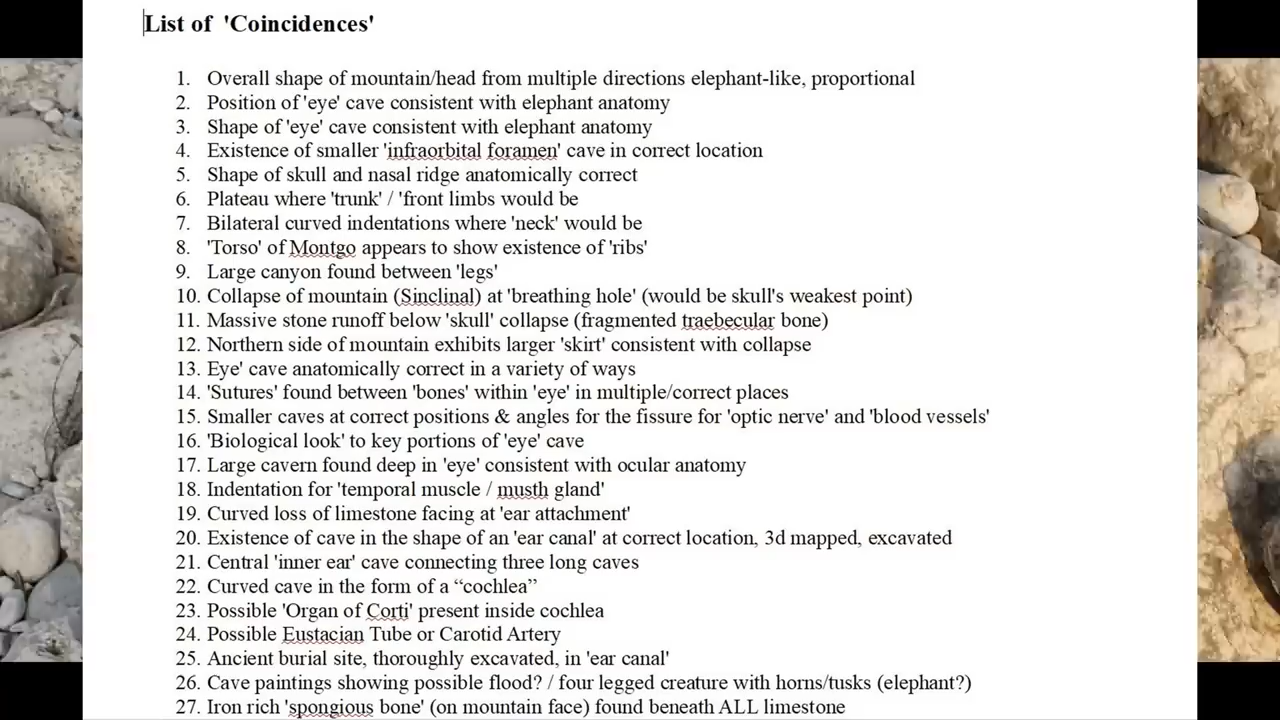 List of 'Coincidences'
1. Overall shape of mountain/head from multiple directions elephant-like, proportional
2. Position of 'eye' cave consistent with elephant anatomy
3. Shape of 'eye' cave consistent with elephant anatomy
4. Existence of smaller 'infraorbital foramen' cave in correct location
5. Shape of skull and nasal ridge anatomically correct
6. Plateau where 'trunk' / 'front limbs would be
7. Bilateral curved indentations where 'neck' would be
8. 'Torso' of Montgo appears to show existence of 'ribs'
9. Large canyon found between 'legs'
10. Collapse of mountain (Sinclinal) at 'breathing hole' (would be skull's weakest point)
11. Massive stone runoff below 'skull' collapse (fragmented traebecular bone)
12. Northern side of mountain exhibits larger 'skirt' consistent with collapse
13. Eye' cave anatomically correct in a variety of ways
14. 'Sutures' found between 'bones' within 'eye' in multiple/correct places
15. Smaller caves at correct positions & angles for the fissure for 'optic nerve' and 'blood vessels'
16. 'Biological look' to key portions of 'eye' cave
17. Large cavern found deep in 'eye' consistent with ocular anatomy
18. Indentation for 'temporal muscle / musth gland'
19. Curved loss of limestone facing at 'ear attachment'
20. Existence of cave in the shape of an 'ear canal' at correct location, 3d mapped, excavated
21. Central 'inner ear' cave connecting three long caves
22. Curved cave in the form of a “cochlea”
23. Possible 'Organ of Corti' present inside cochlea
24. Possible Eustacian Tube or Carotid Artery
25. Ancient burial site, thoroughly excavated, in 'ear canal'
26. Cave paintings showing possible flood? / four legged creature with horns/tusks (elephant?)
27. Iron rich 'spongious bone' (on mountain face) found beneath ALL limestone